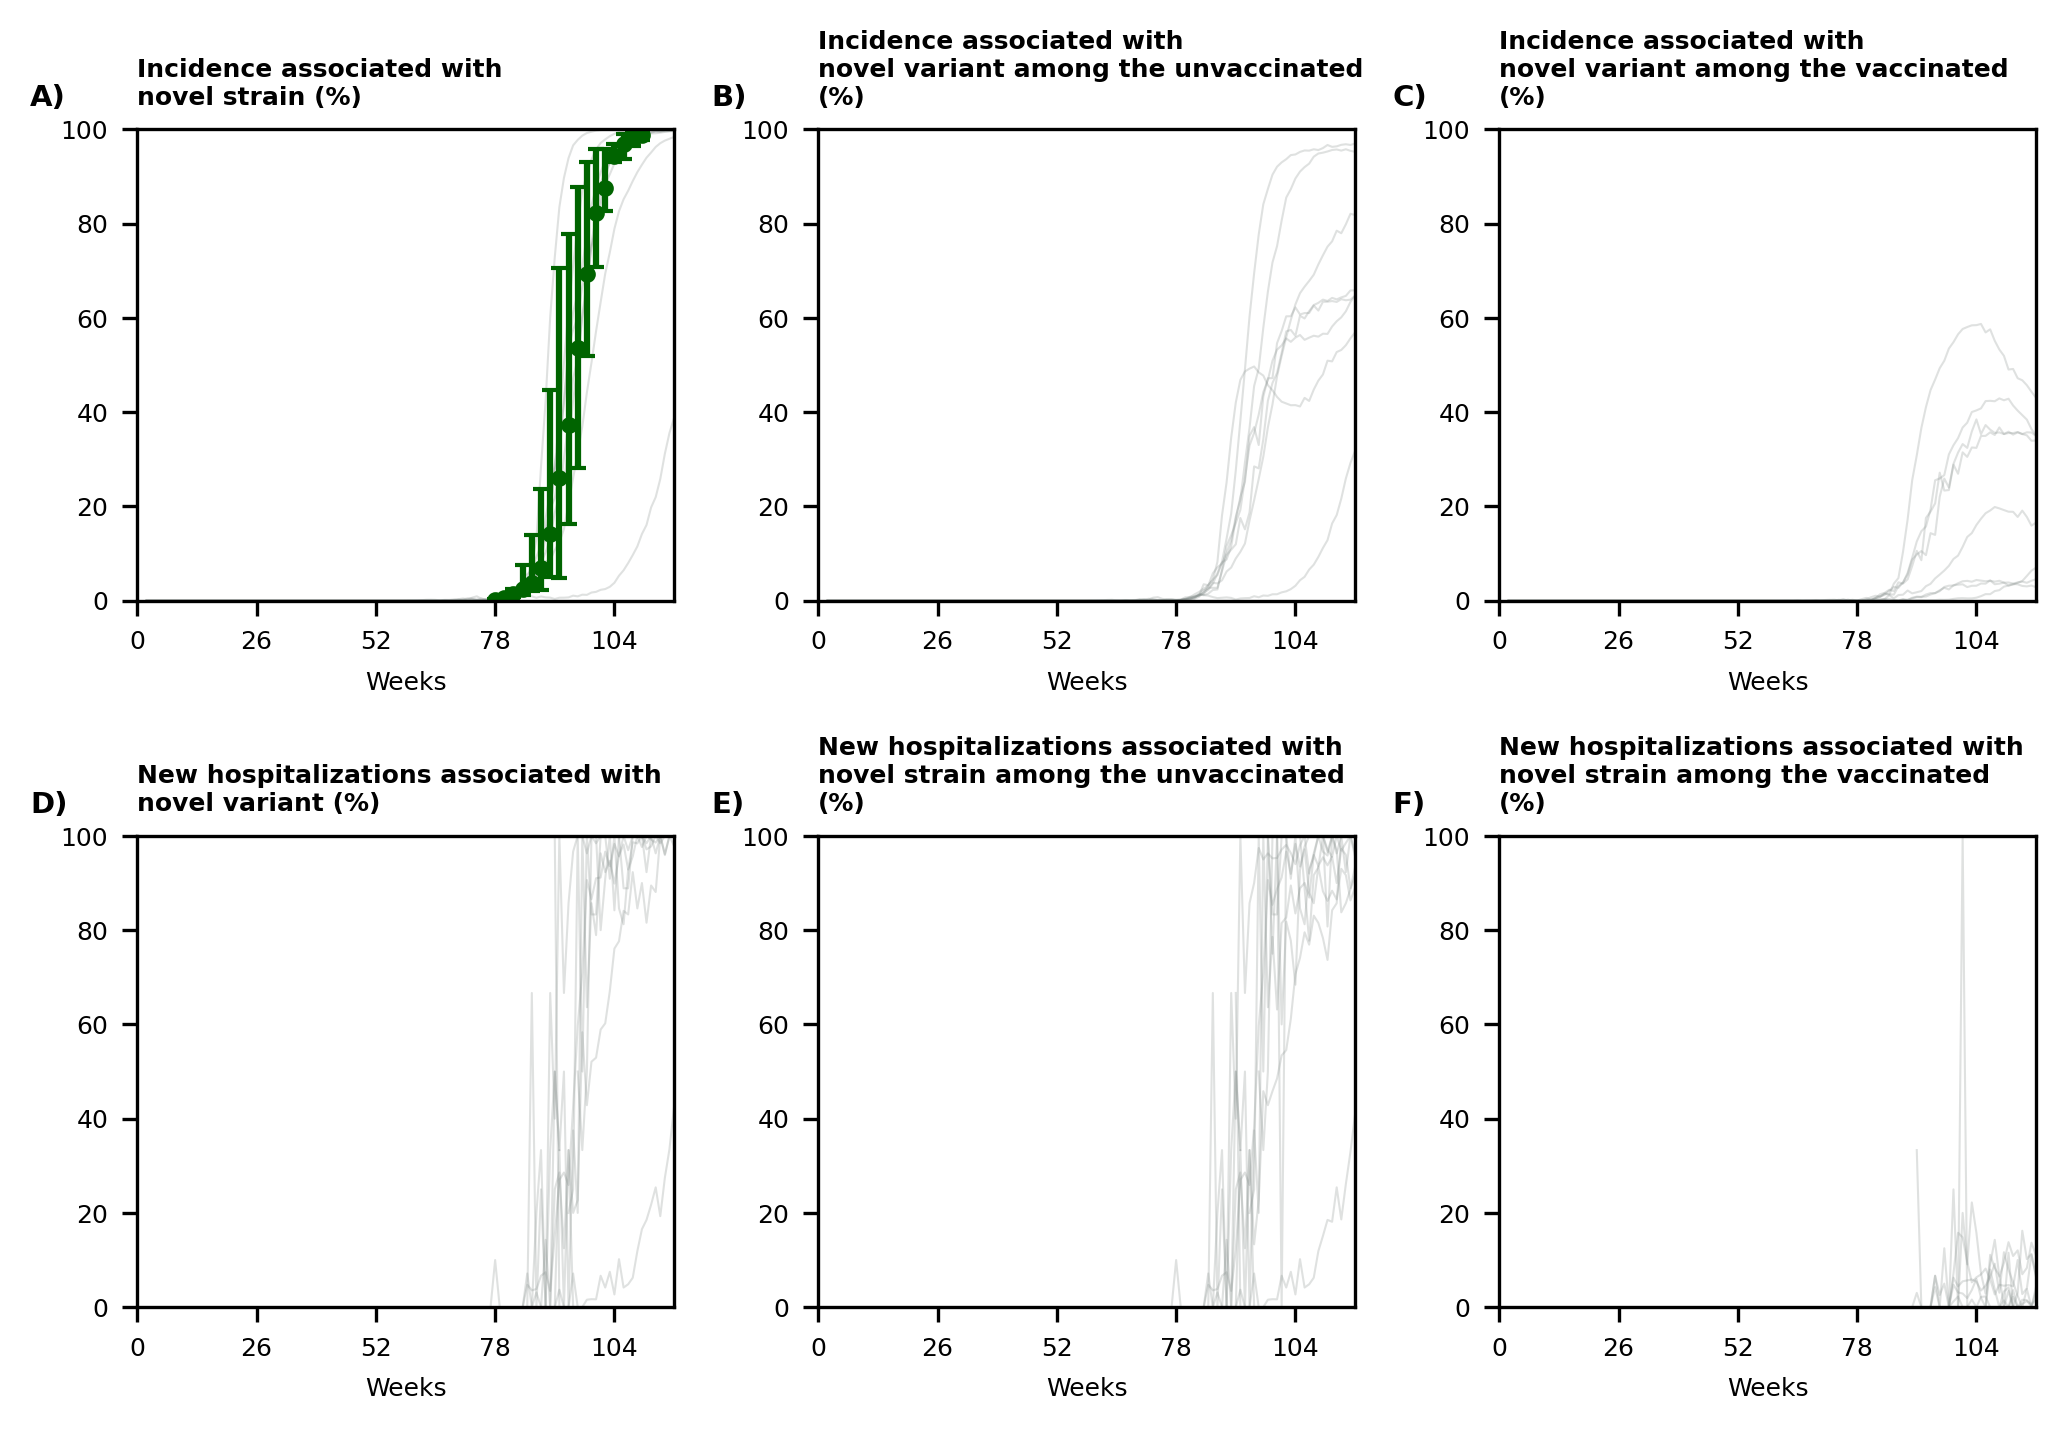 A)
Incidence associated with
novel strain (%)
100
80
60
40
20
0
0 26 52 78 104
Weeks
B)
Incidence associated with
novel variant among the unvaccinated
(%)
100
80
60
40
20
0
0 26 52 78 104
Weeks
C)
Incidence associated with
novel variant among the vaccinated
(%)
100
80
60
40
20
0
0 26 52 78 104
Weeks
D)
New hospitalizations associated with
novel variant (%)
100
80
60
40
20
0
0 26 52 78 104
Weeks
E)
New hospitalizations associated with
novel strain among the unvaccinated
(%)
100
80
60
40
20
0
0 26 52 78 104
Weeks
F)
New hospitalizations associated with
novel strain among the vaccinated
(%)
100
80
60
40
20
0
0 26 52 78 104
Weeks